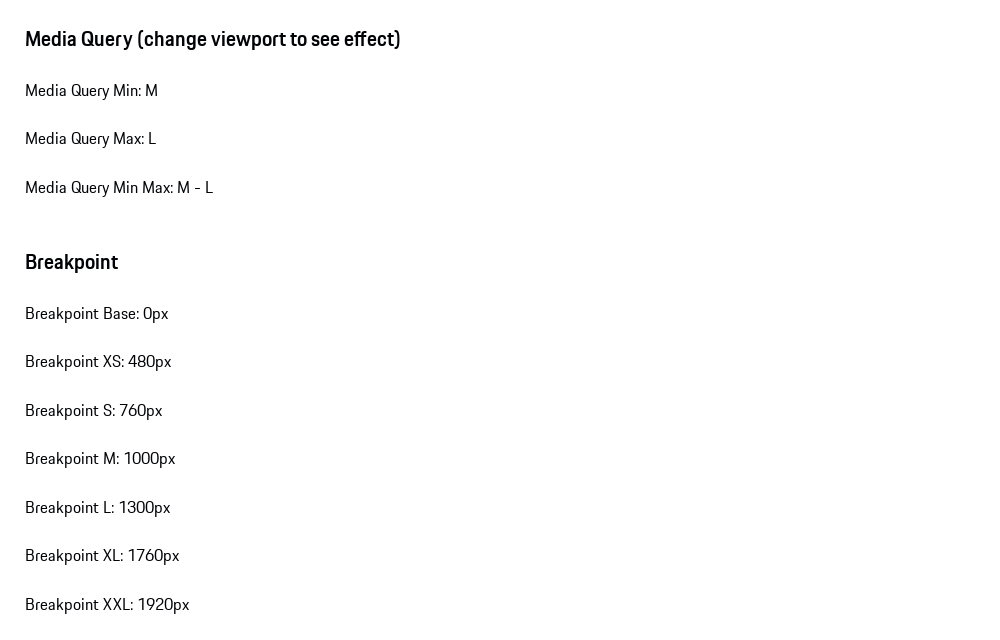 Media Query (change viewport to see effect)
Media Query Min: M
Media Query Max: L
Media Query Min Max: M - L
Breakpoint
Breakpoint Base: 0px
Breakpoint XS: 480px
Breakpoint S: 760px
Breakpoint M: 1000px
Breakpoint L: 1300px
Breakpoint XL: 1760px
Breakpoint XXL: 1920px